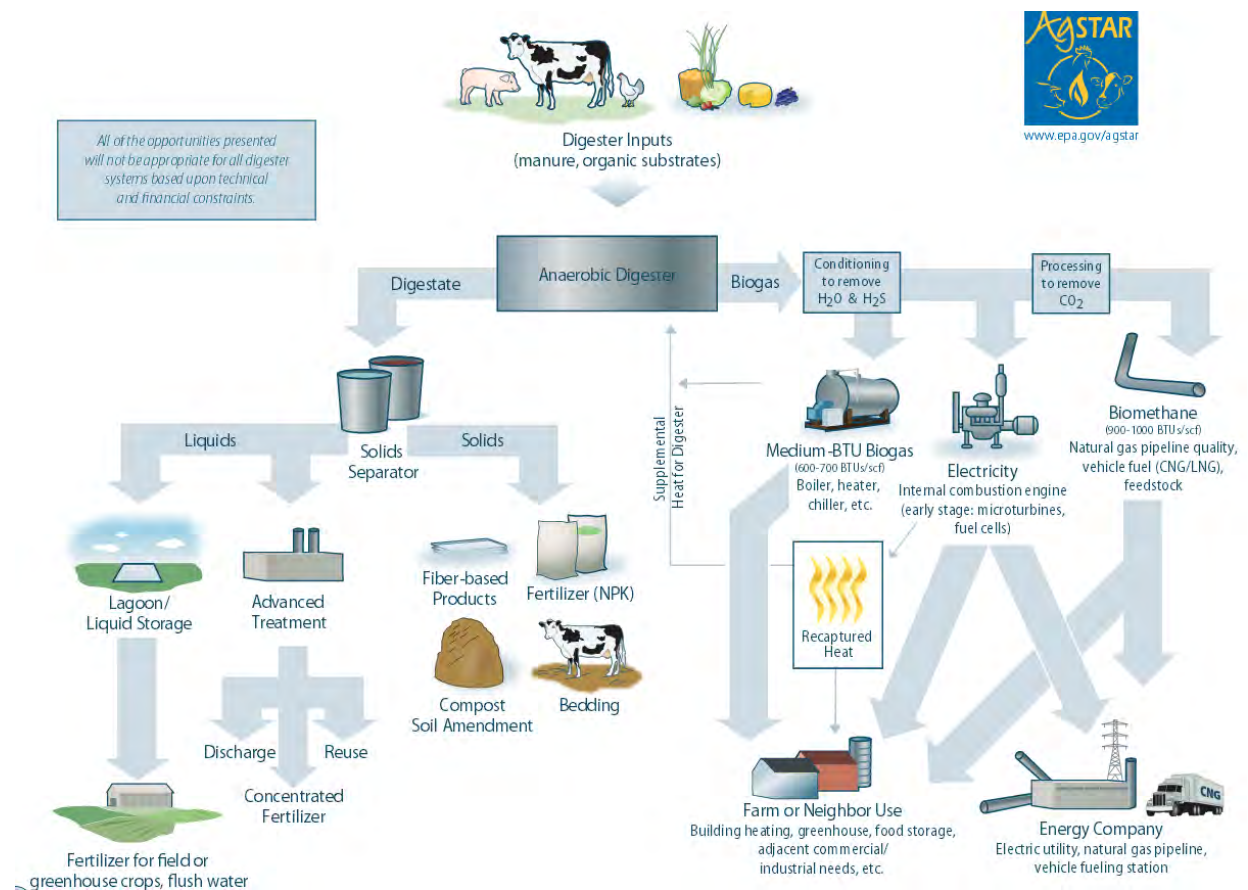 AgSTAR
www.epa.gov/agstar
Digester Inputs
(manure, organic substrates)
All of the opportunities presented
will not be appropriate for all digester
systems based upon technical
and financial constraints.
Digestate
Anaerobic Digester
Biogas
Conditioning
to remove
H2O & H2S
Processing
to remove
CO2
Liquids
Solids
Separator
Solids
Supplemental
Heat for Digester
Medium-BTU Biogas
(600-700 BTUs/scf)
Boiler, heater,
chiller, etc.
Electricity
Internal combustion engine
(early stage: microturbines,
fuel cells)
Biomethane
(900-1000 BTUs/scf)
Natural gas pipeline quality,
vehicle fuel (CNG/LNG),
feedstock
Lagoon/
Liquid Storage
Advanced
Treatment
Fiber-based
Products
Fertilizer (NPK)
Compost
Soil Amendment
Bedding
Recaptured
Heat
Discharge
Reuse
Concentrated
Fertilizer
Fertilizer for field or
greenhouse crops, flush water
Farm or Neighbor Use
Building heating, greenhouse, food storage,
adjacent commercial/
industrial needs, etc.
CNG
Energy Company
Electric utility, natural gas pipeline,
vehicle fueling station